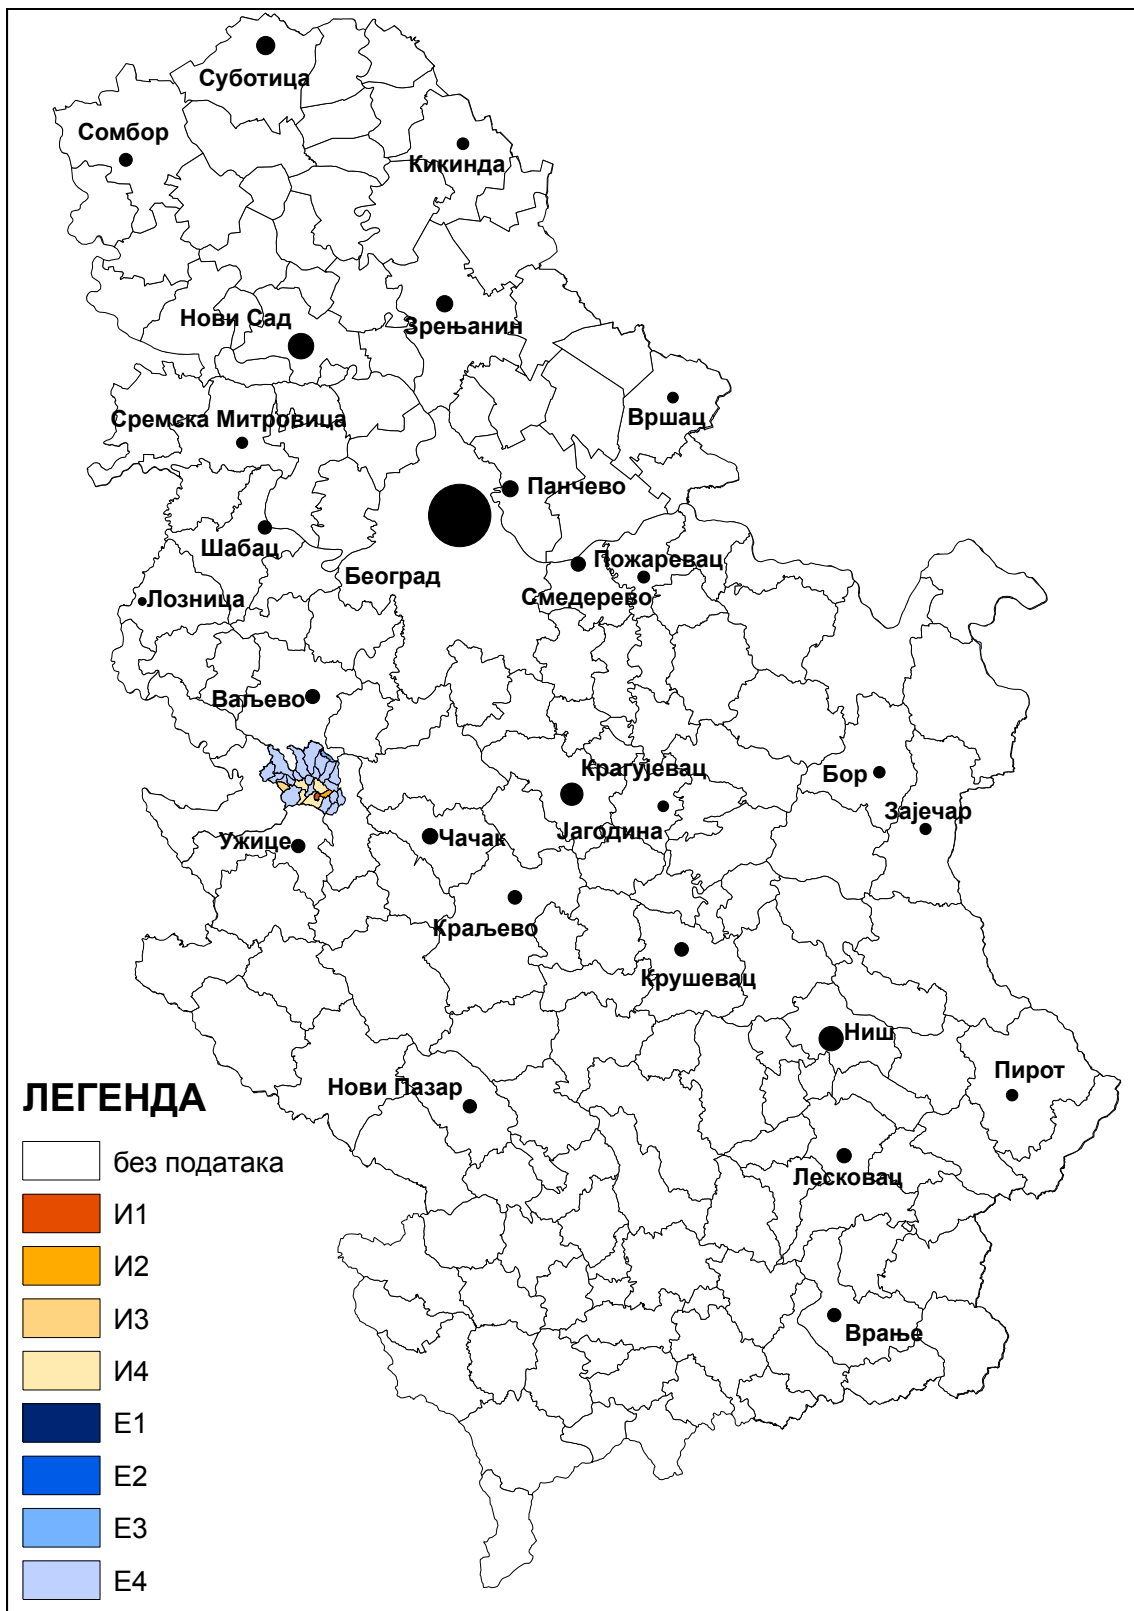 Суботица
Сомбор
Кикинда
Нови Сад
Зрењанин
Вршац
Сремска Митровица
Панчево
Шабац
Пожаревац
Београд
Смедерево
Лозница
Ваљево
Крагујевац
Бор
Зајечар
Јагодина
Чачак
Ужице
Краљево
Крушевац
Ниш
Пирот
Нови Пазар
Лесковац
Врање
ЛЕГЕНДА
без података
И1
И2
И3
И4
Е1
Е2
Е3
Е4